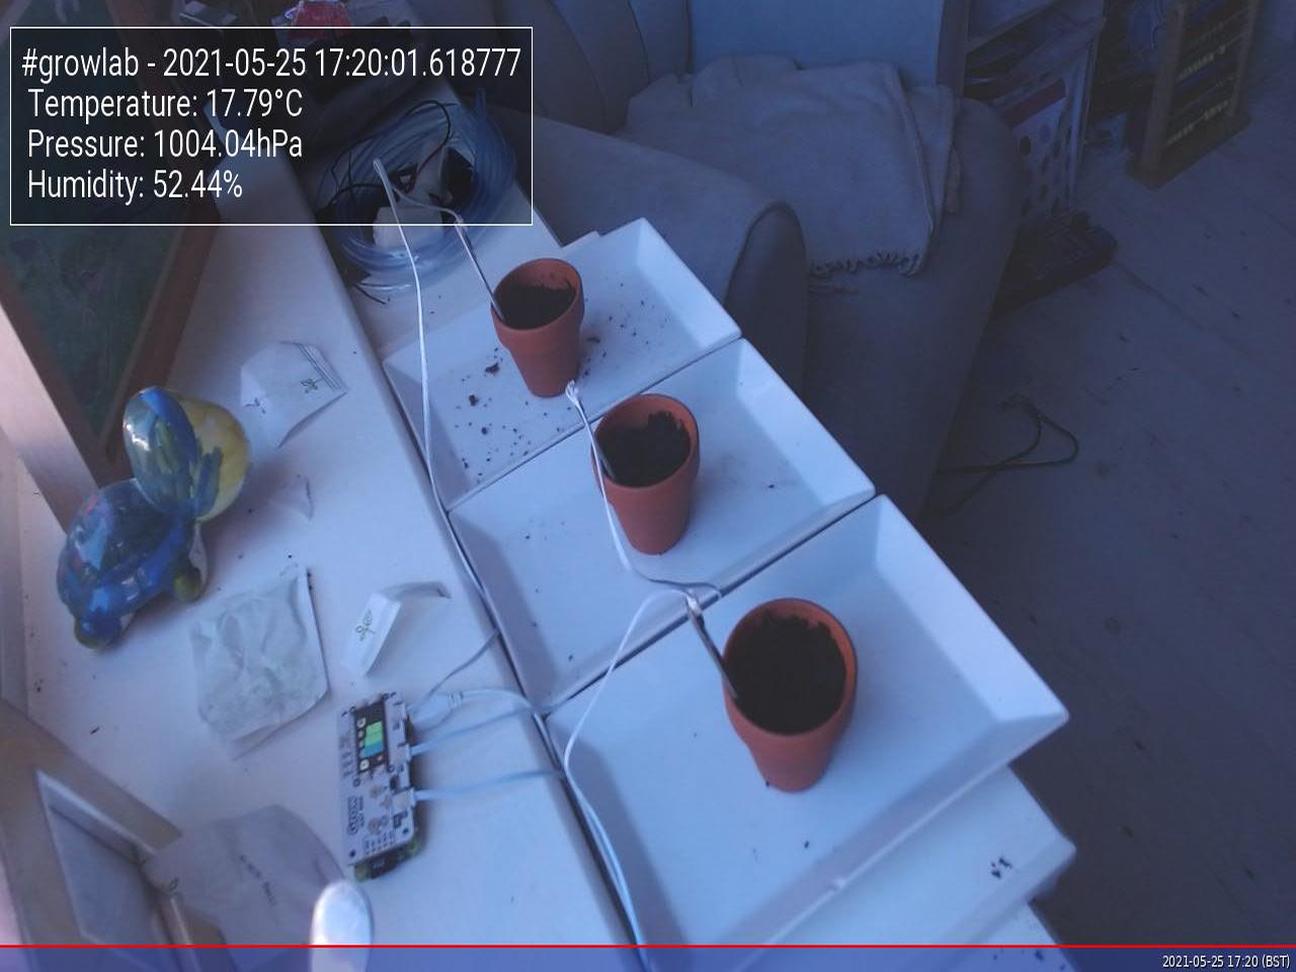 #growlab - 2021-05-25 17:20:01.618777
Temperature: 17.79°C
Pressure: 1004.04hPa
Humidity: 52.44%
2021-05-25 17:20 (BST)